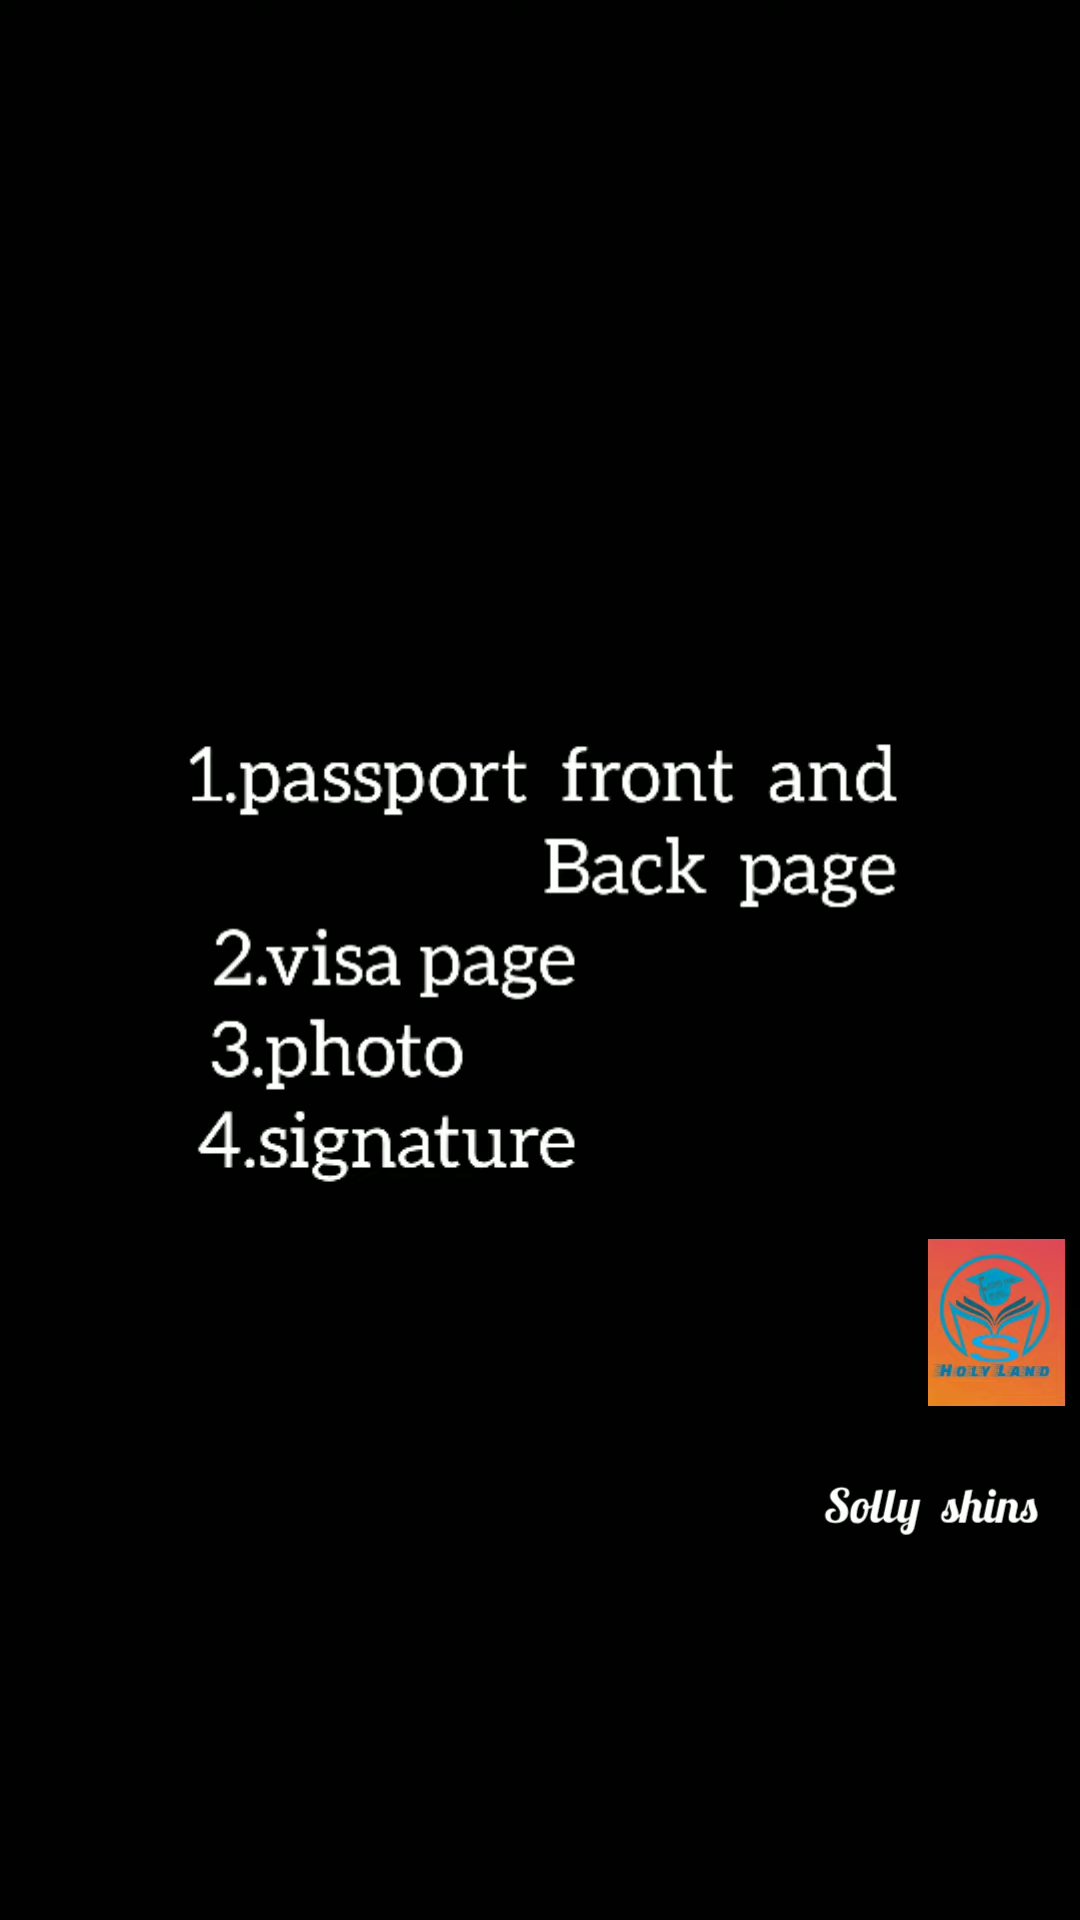 1.passport front and
Back page
2.visa page
3.photo
4.signature
HOLY LAND
Solly shins